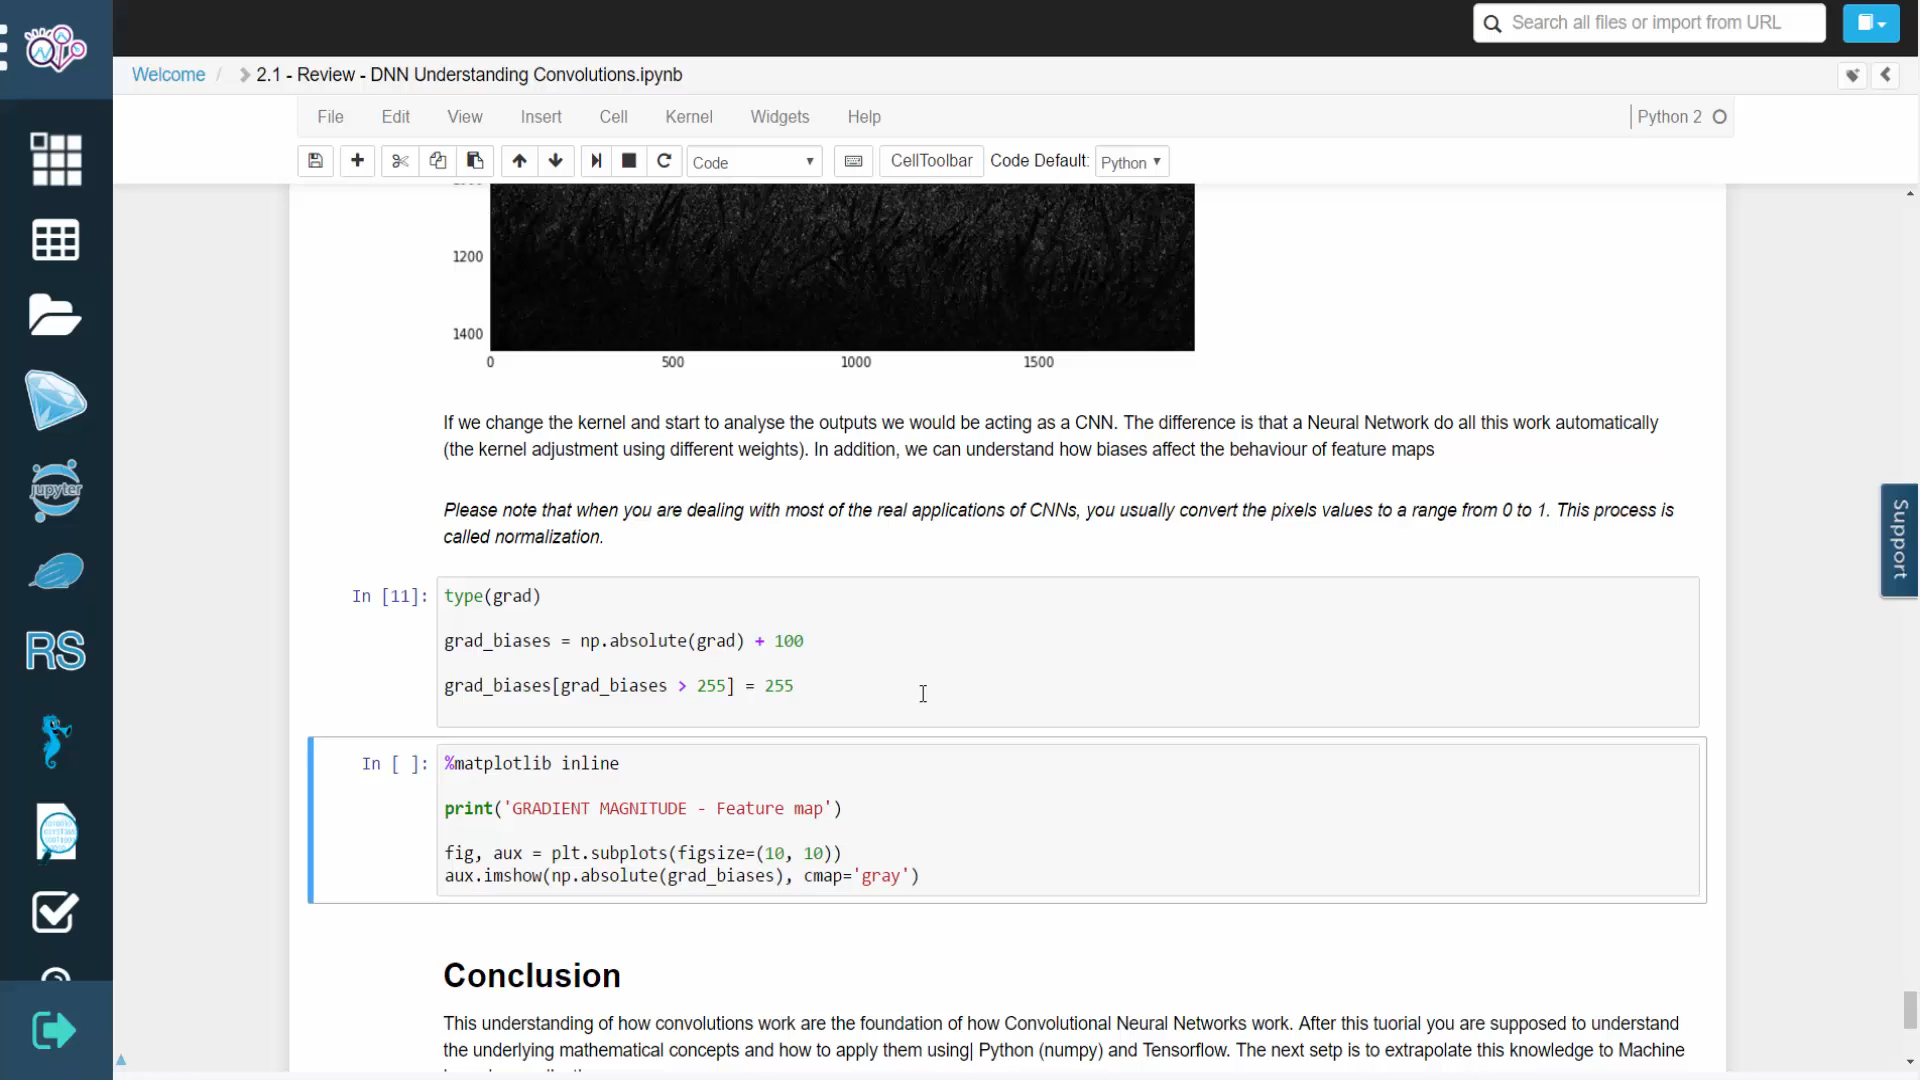 Search all files or import from URL
Welcome / 2.1 - Review - DNN Understanding Convolutions.ipynb
File Edit View Insert Cell Kernel Widgets Help Python 2
Code CellToolbar Code Default: Python
1200
1400
0 500 1000 1500
If we change the kernel and start to analyse the outputs we would be acting as a CNN. The difference is that a Neural Network do all this work automatically
(the kernel adjustment using different weights). In addition, we can understand how biases affect the behaviour of feature maps
Please note that when you are dealing with most of the real applications of CNNs, you usually convert the pixels values to a range from 0 to 1. This process is
called normalization.
In [11]: type(grad)
grad_biases = np.absolute(grad) + 100
grad_biases[grad_biases > 255] = 255
In [ ]: %matplotlib inline
print('GRADIENT MAGNITUDE - Feature map')
fig, aux = plt.subplots(figsize=(10, 10))
aux.imshow(np.absolute(grad_biases), cmap='gray')
Conclusion
This understanding of how convolutions work are the foundation of how Convolutional Neural Networks work. After this tuorial you are supposed to understand
the underlying mathematical concepts and how to apply them using| Python (numpy) and Tensorflow. The next setp is to extrapolate this knowledge to Machine
jupyter
RS
Support